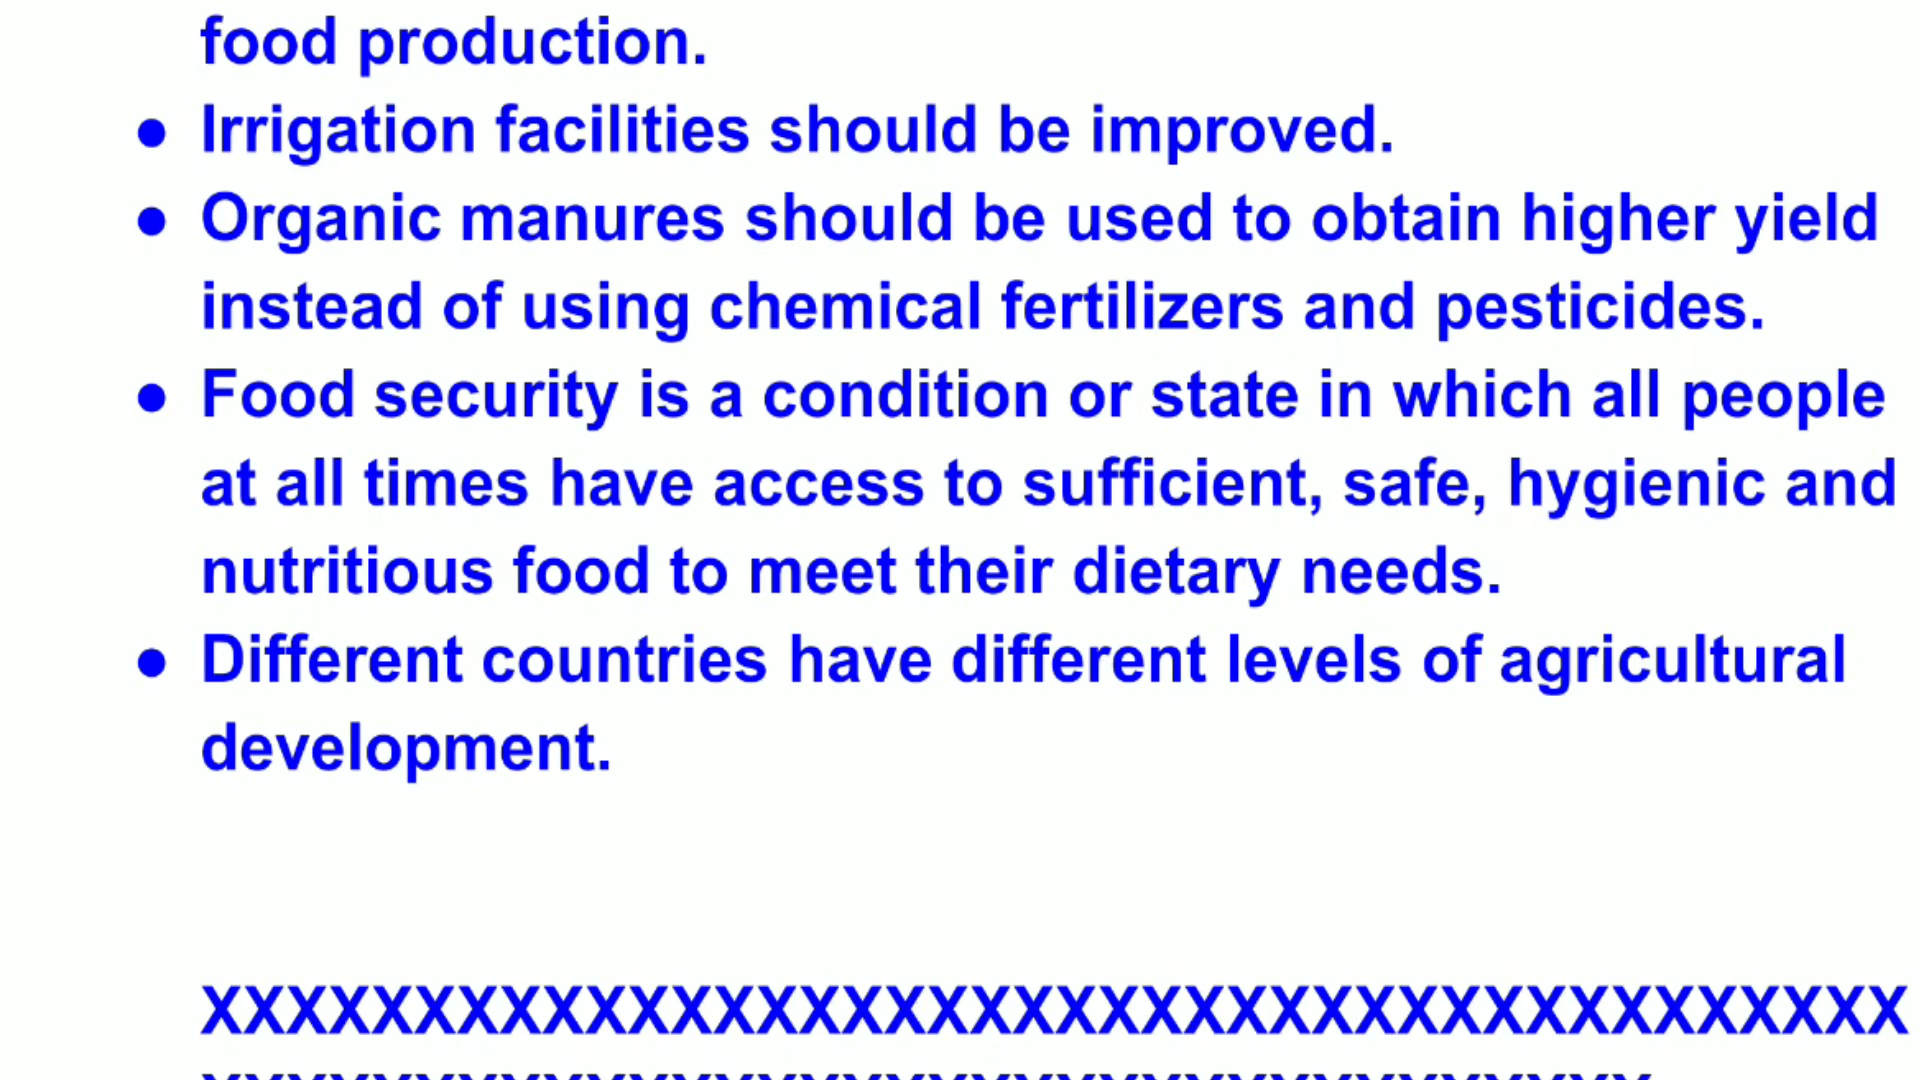 food production.
● Irrigation facilities should be improved.
● Organic manures should be used to obtain higher yield
instead of using chemical fertilizers and pesticides.
● Food security is a condition or state in which all people
at all times have access to sufficient, safe, hygienic and
nutritious food to meet their dietary needs.
● Different countries have different levels of agricultural
development.
XXXXXXXXXXXXXXXXXXXXXXXXXXXXXXXXXXXXXXXX